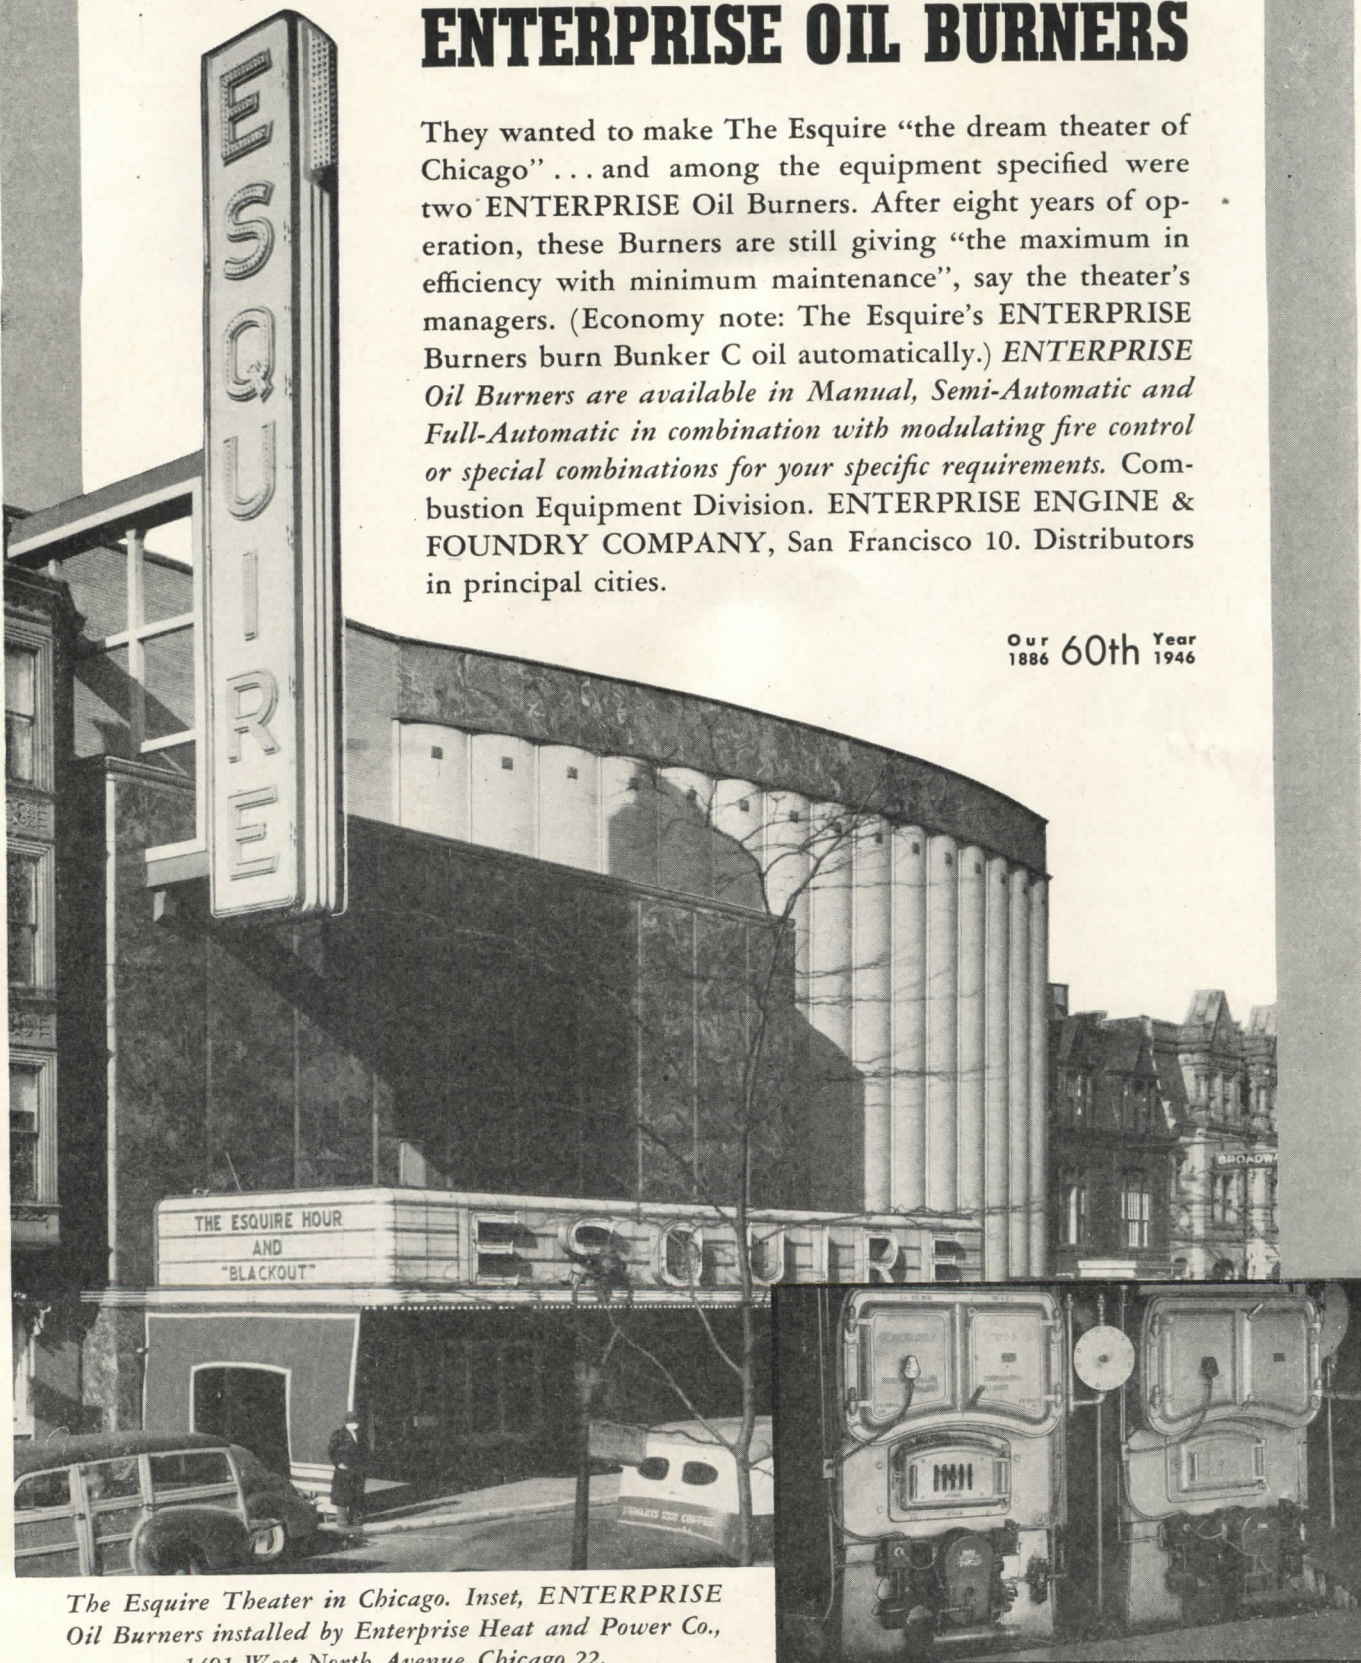 ENTERPRISE OIL BURNERS
They wanted to make The Esquire “the dream theater of
Chicago” . . . and among the equipment specified were
two ENTERPRISE Oil Burners. After eight years of op-
eration, these Burners are still giving “the maximum in
efficiency with minimum maintenance”, say the theater’s
managers. (Economy note: The Esquire’s ENTERPRISE
Burners burn Bunker C oil automatically.) ENTERPRISE
Oil Burners are available in Manual, Semi-Automatic and
Full-Automatic in combination with modulating fire control
or special combinations for your specific requirements. Com-
bustion Equipment Division. ENTERPRISE ENGINE &
FOUNDRY COMPANY, San Francisco 10. Distributors
in principal cities.
Our 1886 60th Year 1946
ESQUIRE
THE ESQUIRE HOUR
AND
"BLACKOUT"
ESQUIRE
The Esquire Theater in Chicago. Inset, ENTERPRISE
Oil Burners installed by Enterprise Heat and Power Co.,
West North Avenue, Chicago 22.